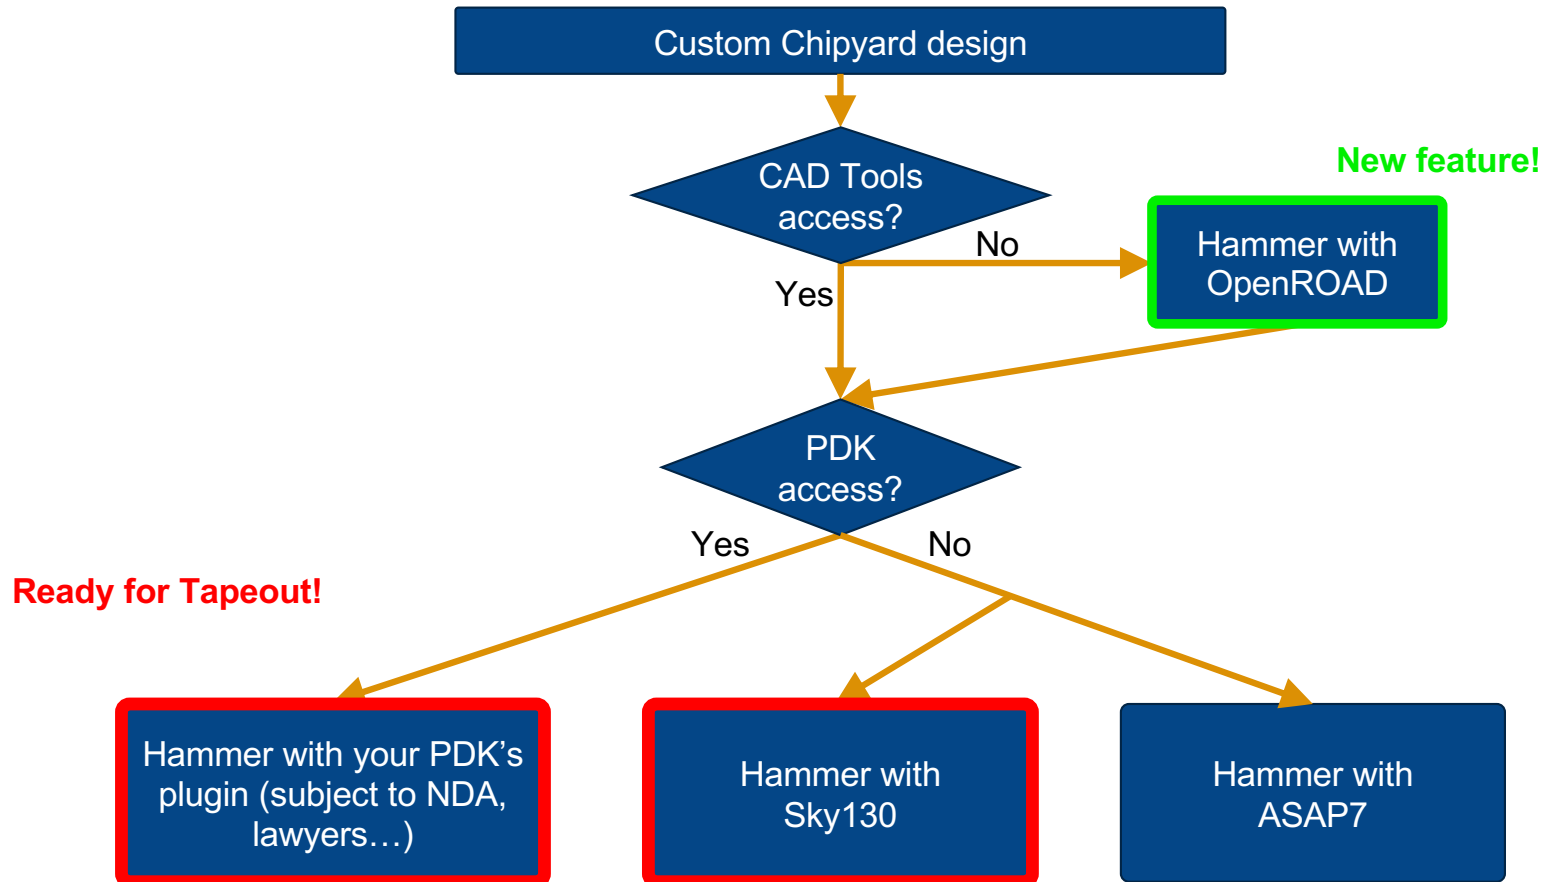 Custom Chipyard design
CAD Tools
access?
New feature!
No
Hammer with
OpenROAD
Yes
PDK
access?
Yes
No
Ready for Tapeout!
Hammer with your PDK’s
plugin (subject to NDA,
lawyers…)
Hammer with
Sky130
Hammer with
ASAP7